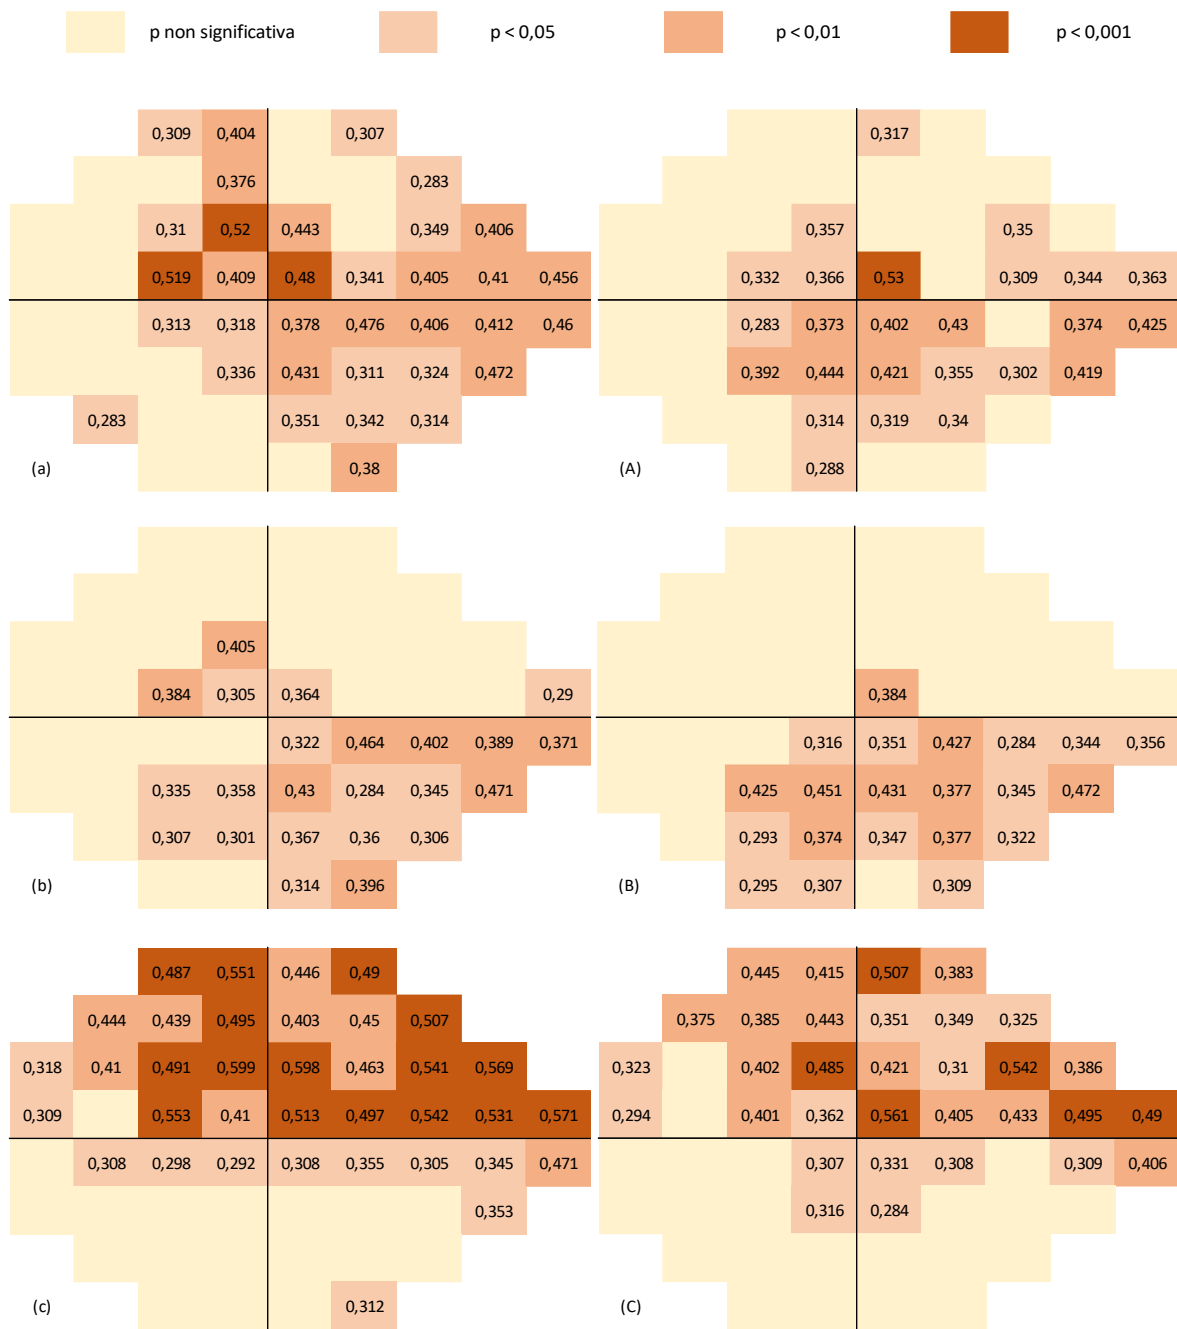 p non significativa p < 0,05 p < 0,01 p < 0,001
0,309 0,404 0,307 0,317
0,376 0,283
0,31 0,52 0,443 0,349 0,406 0,357 0,35
0,519 0,409 0,48 0,341 0,405 0,41 0,456 0,332 0,366 0,53 0,309 0,344 0,363
0,313 0,318 0,378 0,476 0,406 0,412 0,46 0,283 0,373 0,402 0,43 0,374 0,425
0,336 0,431 0,311 0,324 0,472 0,392 0,444 0,421 0,355 0,302 0,419
0,283 0,351 0,342 0,314 0,314 0,319 0,34
(a) 0,38 (A) 0,288
0,405
0,384 0,305 0,364 0,29 0,384
0,322 0,464 0,402 0,389 0,371 0,316 0,351 0,427 0,284 0,344 0,356
0,335 0,358 0,43 0,284 0,345 0,471 0,425 0,451 0,431 0,377 0,345 0,472
0,307 0,301 0,367 0,36 0,306 0,293 0,374 0,347 0,377 0,322
(b) 0,314 0,396 (B) 0,295 0,307 0,309
0,487 0,551 0,446 0,49 0,445 0,415 0,507 0,383
0,444 0,439 0,495 0,403 0,45 0,507 0,375 0,385 0,443 0,351 0,349 0,325
0,318 0,41 0,491 0,599 0,598 0,463 0,541 0,569 0,323 0,402 0,485 0,421 0,31 0,542 0,386
0,309 0,553 0,41 0,513 0,497 0,542 0,531 0,571 0,294 0,401 0,362 0,561 0,405 0,433 0,495 0,49
0,308 0,298 0,292 0,308 0,355 0,305 0,345 0,471 0,307 0,331 0,308 0,309 0,406
0,353 0,316 0,284
(c) 0,312 (C)